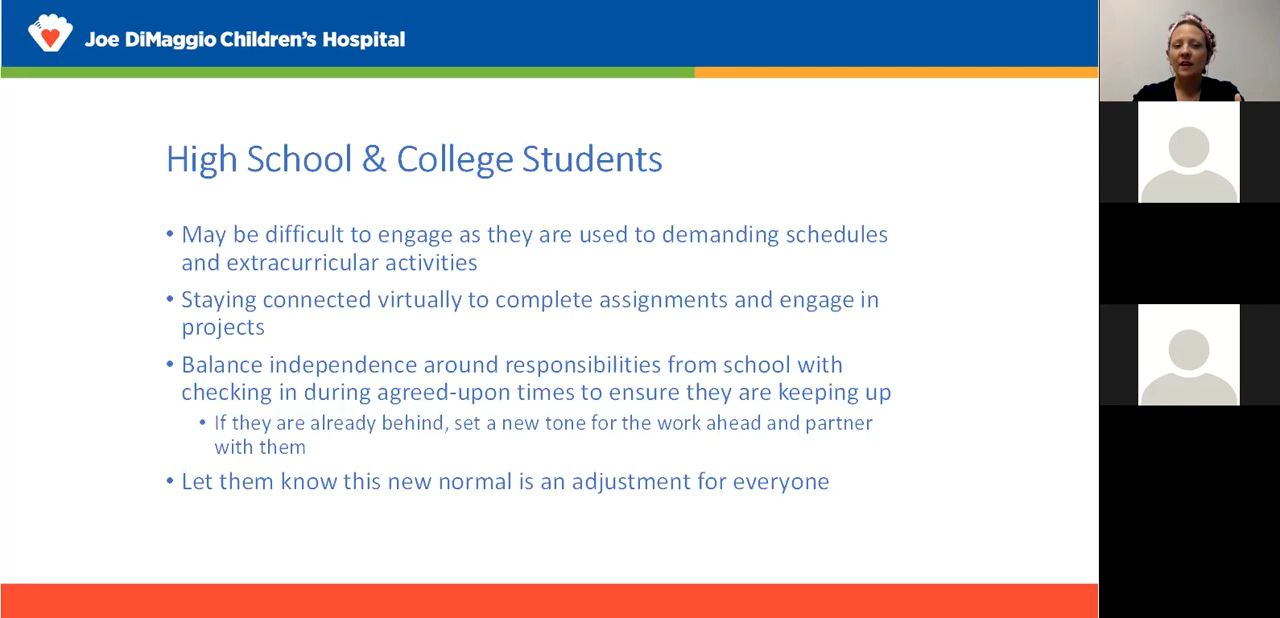 Joe DiMaggio Children's Hospital
High School & College Students
• May be difficult to engage as they are used to demanding schedules
and extracurricular activities
• Staying connected virtually to complete assignments and engage in
projects
• Balance independence around responsibilities from school with
checking in during agreed-upon times to ensure they are keeping up
• If they are already behind, set a new tone for the work ahead and partner
with them
• Let them know this new normal is an adjustment for everyone